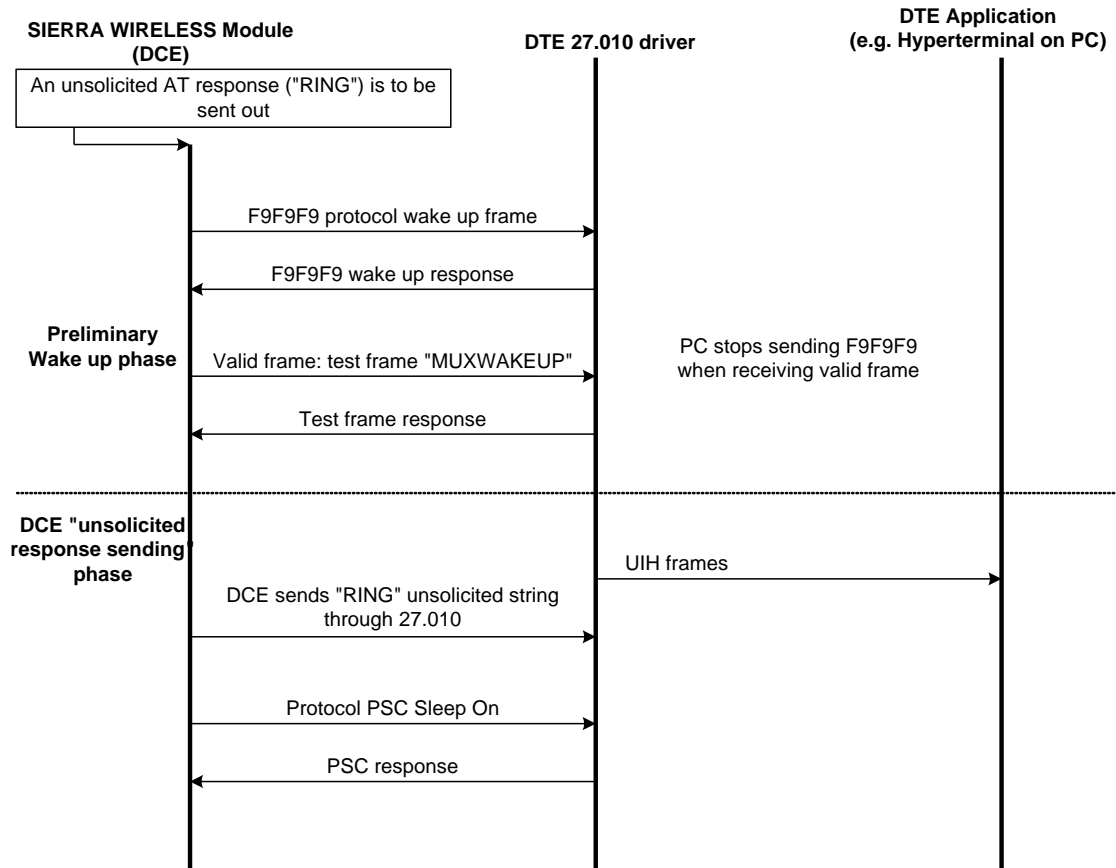 SIERRA WIRELESS Module
(DCE)
DTE 27.010 driver
DTE Application
(e.g. Hyperterminal on PC)
An unsolicited AT response ("RING") is to be
sent out
F9F9F9 protocol wake up frame
F9F9F9 wake up response
Preliminary
Wake up phase
Valid frame: test frame "MUXWAKEUP"
PC stops sending F9F9F9
when receiving valid frame
Test frame response
DCE "unsolicited
response sending
phase
UIH frames
DCE sends "RING" unsolicited string
through 27.010
Protocol PSC Sleep On
PSC response